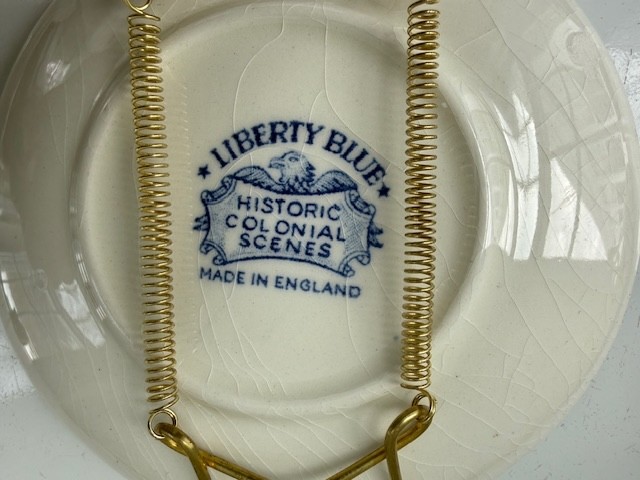 ★ LIBERTY BLUE ★
HISTORIC
COLONIAL
SCENES
MADE IN ENGLAND